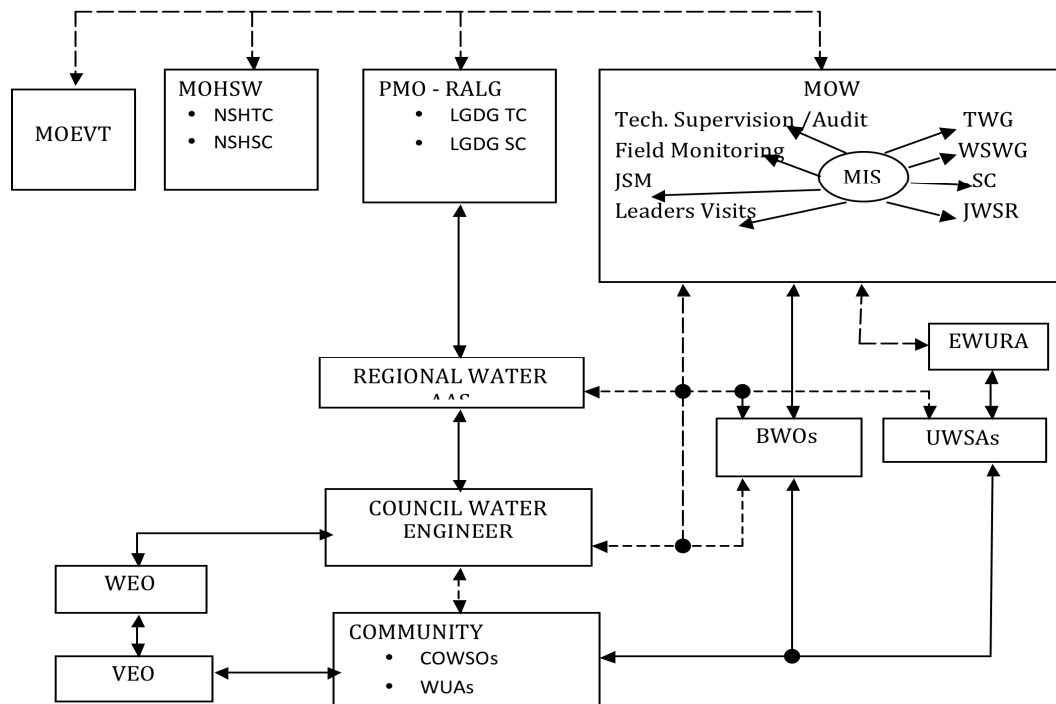 MOEVT
MOHSW
• NSHTC
• NSHSC
PMO - RALG
• LGDG TC
• LGDG SC
MOW
Tech. Supervision /Audit
Field Monitoring
JSM
Leaders Visits
MIS
TWG
WSWG
SC
JWSR
EWURA
REGIONAL WATER
BWOs
UWSAs
COUNCIL WATER
ENGINEER
WEO
VEO
COMMUNITY
• COWSOs
• WUAs